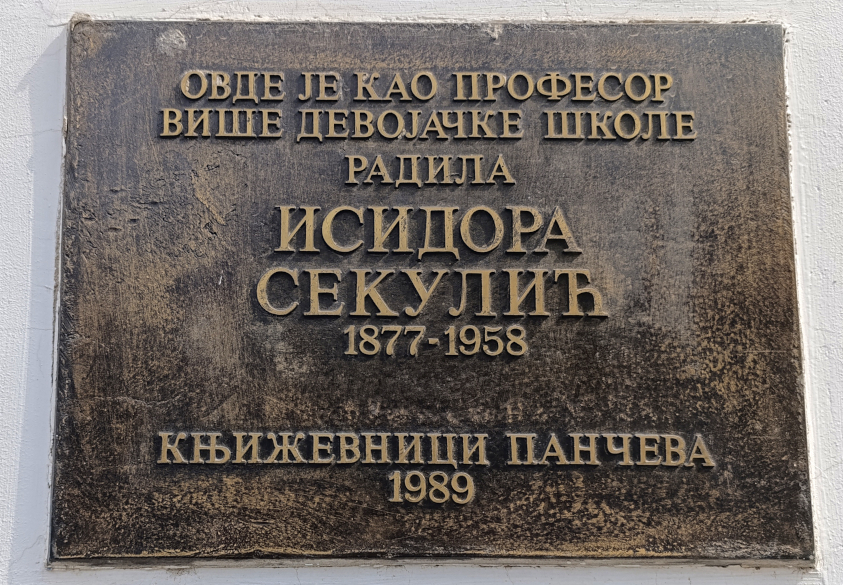 ОВДЕ ЈЕ КАО ПРОФЕСОР
ВИШЕ ДЕВОЈАЧКЕ ШКОЛЕ
РАДИЛА
ИСИДОРА
СЕКУЛИЋ
1877-1958
КЊИЖЕВНИЦИ ПАНЧЕВА
1989